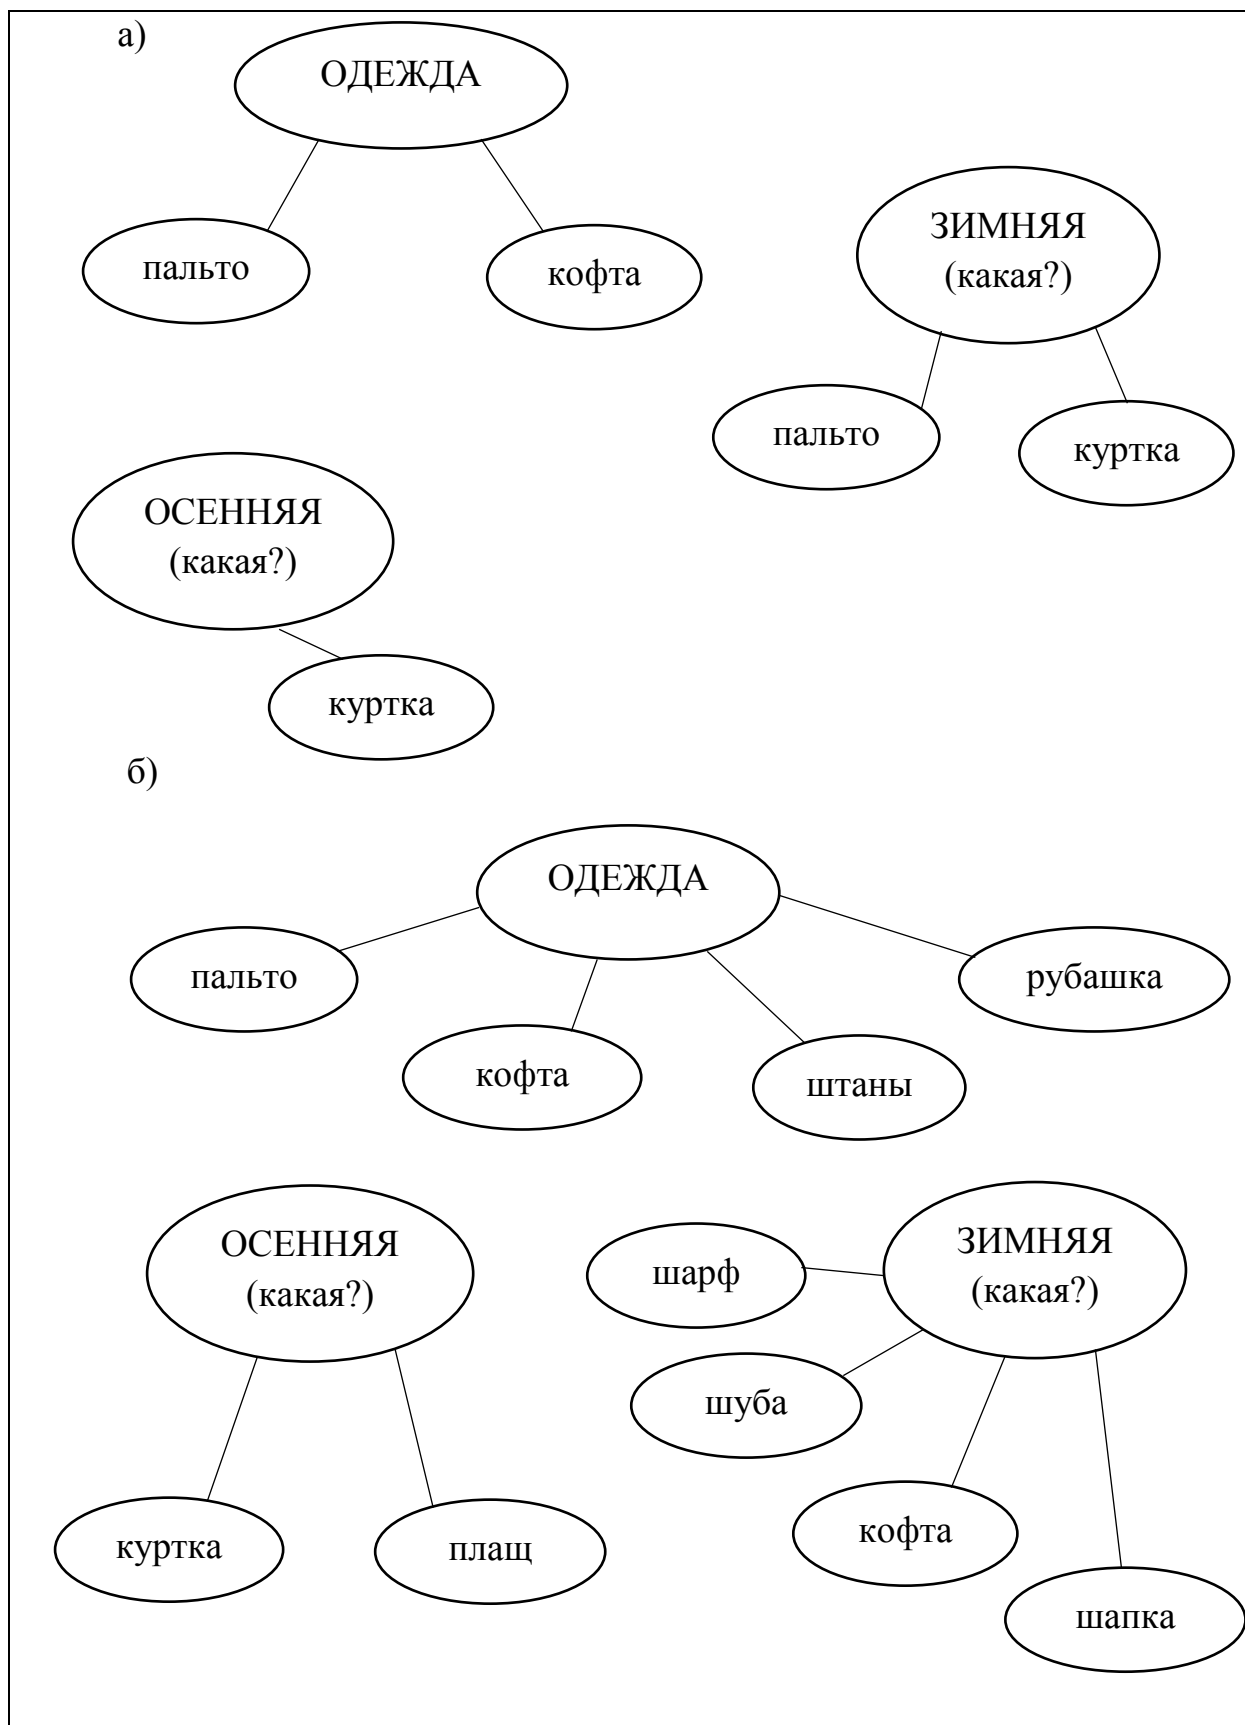 а)
ОДЕЖДА
пальто
кофта
ЗИМНЯЯ
(какая?)
пальто
куртка
ОСЕННЯЯ
(какая?)
куртка
б)
ОДЕЖДА
пальто
кофта
штаны
рубашка
ОСЕННЯЯ
(какая?)
куртка
плащ
ЗИМНЯЯ
(какая?)
шарф
шуба
кофта
шапка